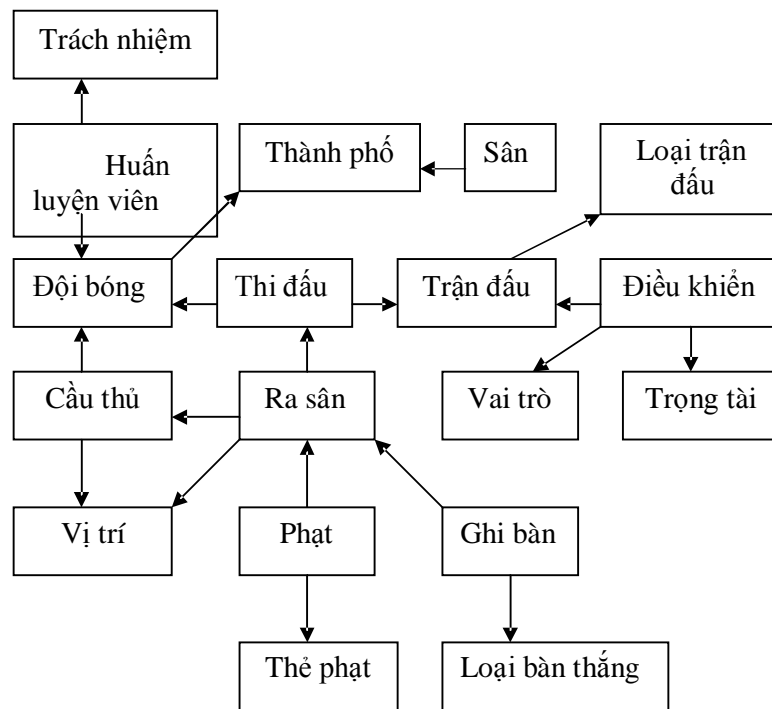 Trách nhiệm
Huấn
luyện viên
Thành phố
Sân
Loại trận
đấu
Đội bóng
Thi đấu
Trận đấu
Điều khiển
Cầu thủ
Ra sân
Vai trò
Trọng tài
Vị trí
Phạt
Ghi bàn
Thẻ phạt
Loại bàn thắng